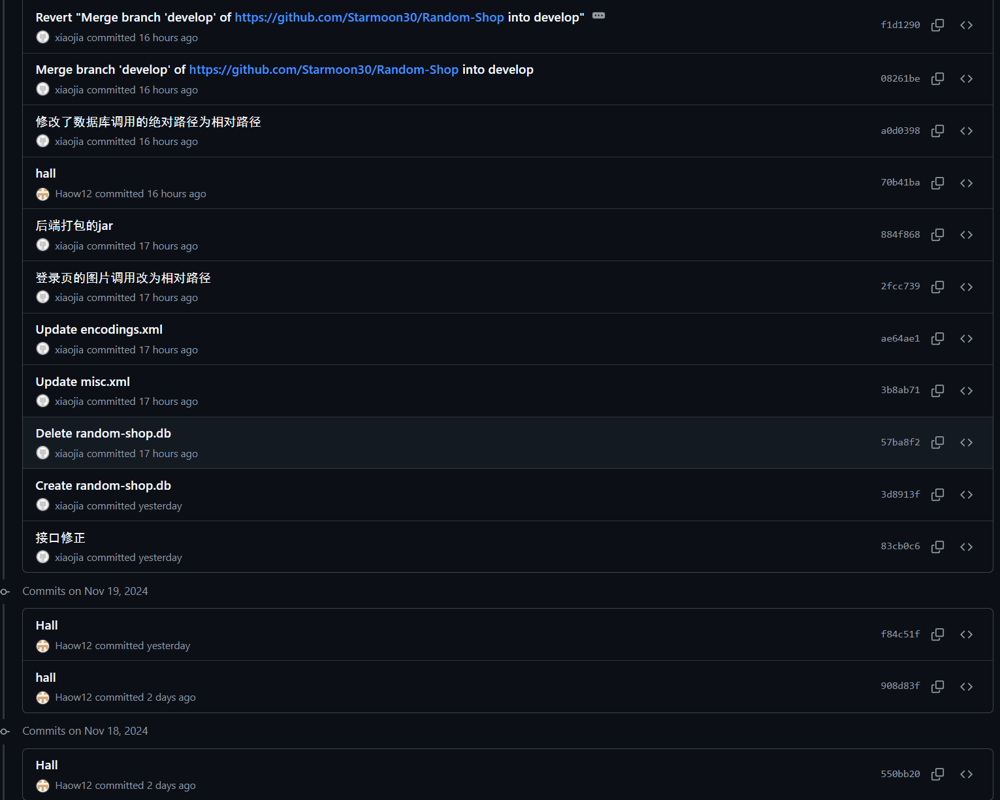 Revert "Merge branch 'develop' of https://github.com/Starmoon30/Random-Shop into develop"
f1d1290
xiaojia committed 16 hours ago
Merge branch 'develop' of https://github.com/Starmoon30/Random-Shop into develop
08261be
xiaojia committed 16 hours ago
修改了数据库调用的绝对路径为相对路径
a0d0398
xiaojia committed 16 hours ago
hall
70b41ba
Haow12 committed 16 hours ago
后端打包的jar
884f868
xiaojia committed 17 hours ago
登录页的图片调用改为相对路径
2fcc739
xiaojia committed 17 hours ago
Update encodings.xml
ae64ae1
xiaojia committed 17 hours ago
Update misc.xml
3b8ab71
xiaojia committed 17 hours ago
Delete random-shop.db
57ba8f2
xiaojia committed 17 hours ago
Create random-shop.db
3d8913f
xiaojia committed yesterday
接口修正
83cb0c6
xiaojia committed yesterday
Commits on Nov 19, 2024
Hall
f84c51f
Haow12 committed yesterday
hall
908d83f
Haow12 committed 2 days ago
Commits on Nov 18, 2024
Hall
550bb20
Haow12 committed 2 days ago